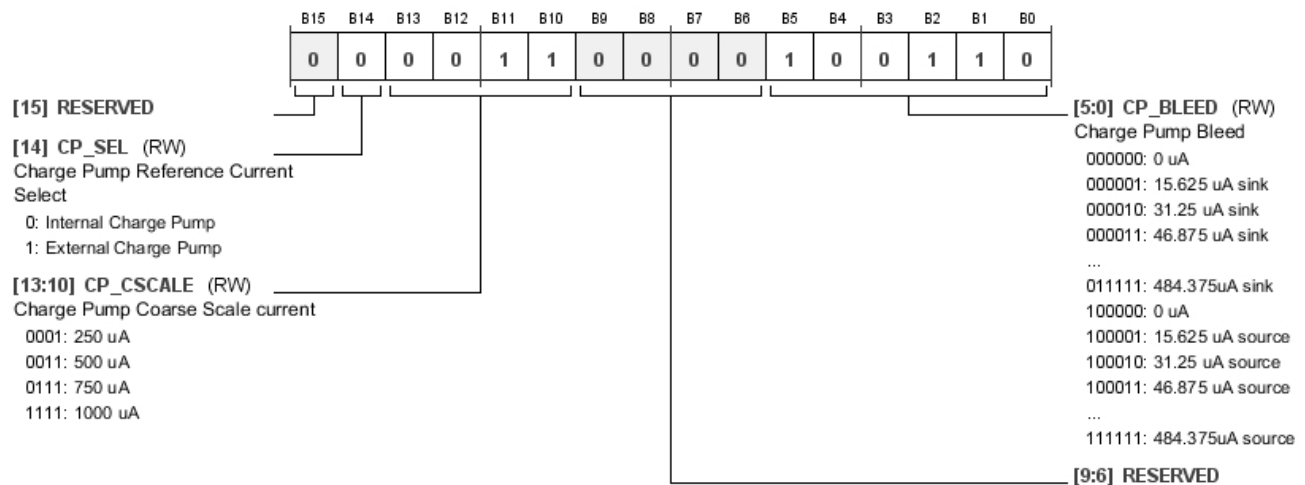 B15 B14 B13 B12 B11 B10 B9 B8 B7 B6 B5 B4 B3 B2 B1 B0
0 0 0 0 1 1 0 0 0 0 1 0 0 1 1 0
[15] RESERVED
[14] CP_SEL (RW)
Charge Pump Reference Current
Select
0: Internal Charge Pump
1: External Charge Pump
[13:10] CP_CSCALE (RW)
Charge Pump Coarse Scale current
0001: 250 uA
0011: 500 uA
0111: 750 uA
1111: 1000 uA
[5:0] CP_BLEED (RW)
Charge Pump Bleed
000000: 0 uA
000001: 15.625 uA sink
000010: 31.25 uA sink
000011: 46.875 uA sink
...
011111: 484.375uA sink
100000: 0 uA
100001: 15.625 uA source
100010: 31.25 uA source
100011: 46.875 uA source
...
111111: 484.375uA source
[9:6] RESERVED